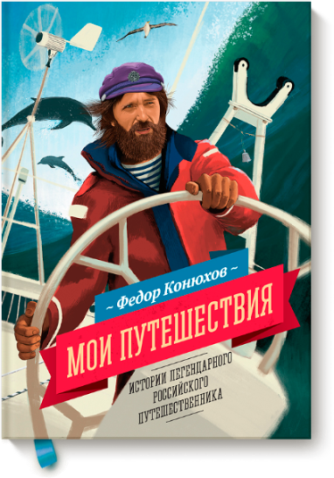 ~ Федор Конюхов ~
МОИ ПУТЕШЕСТВИЯ
ИСТОРИИ ЛЕГЕНДАРНОГО
РОССИЙСКОГО
ПУТЕШЕСТВЕННИКА